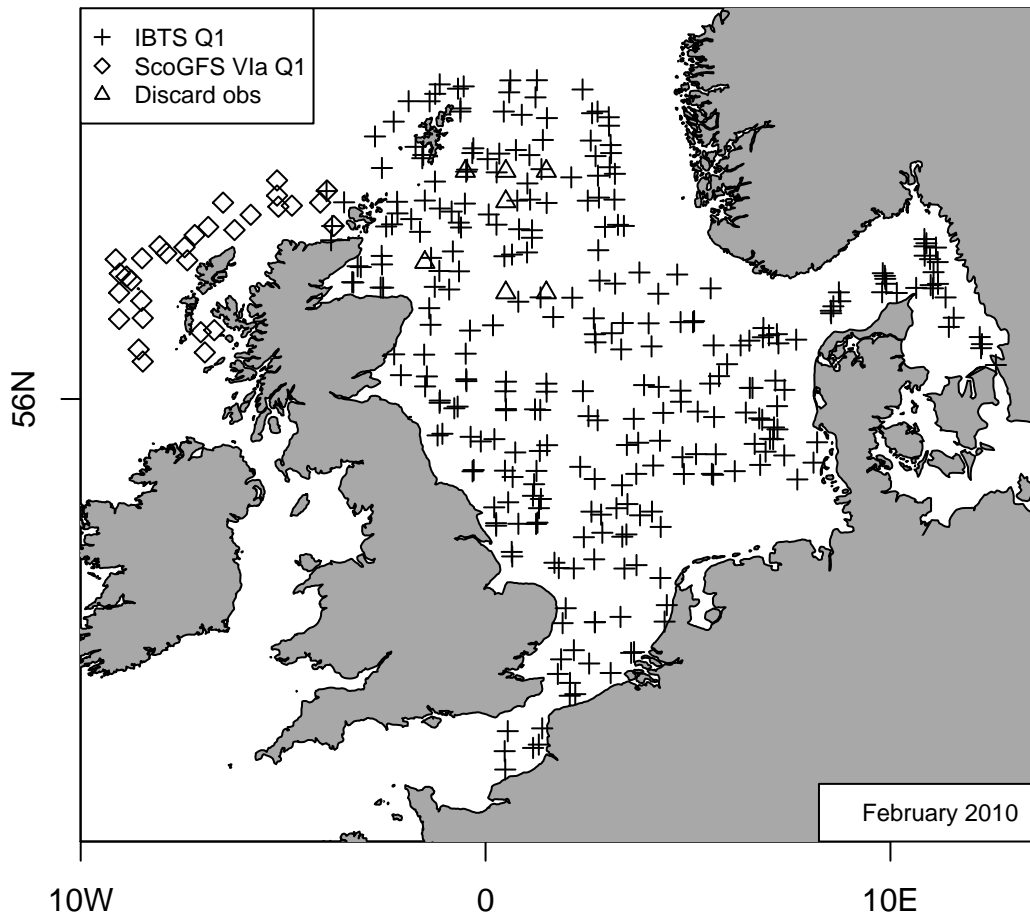 IBTS Q1
ScoGFS VIa Q1
Discard obs
56N
February 2010
10W
0
10E